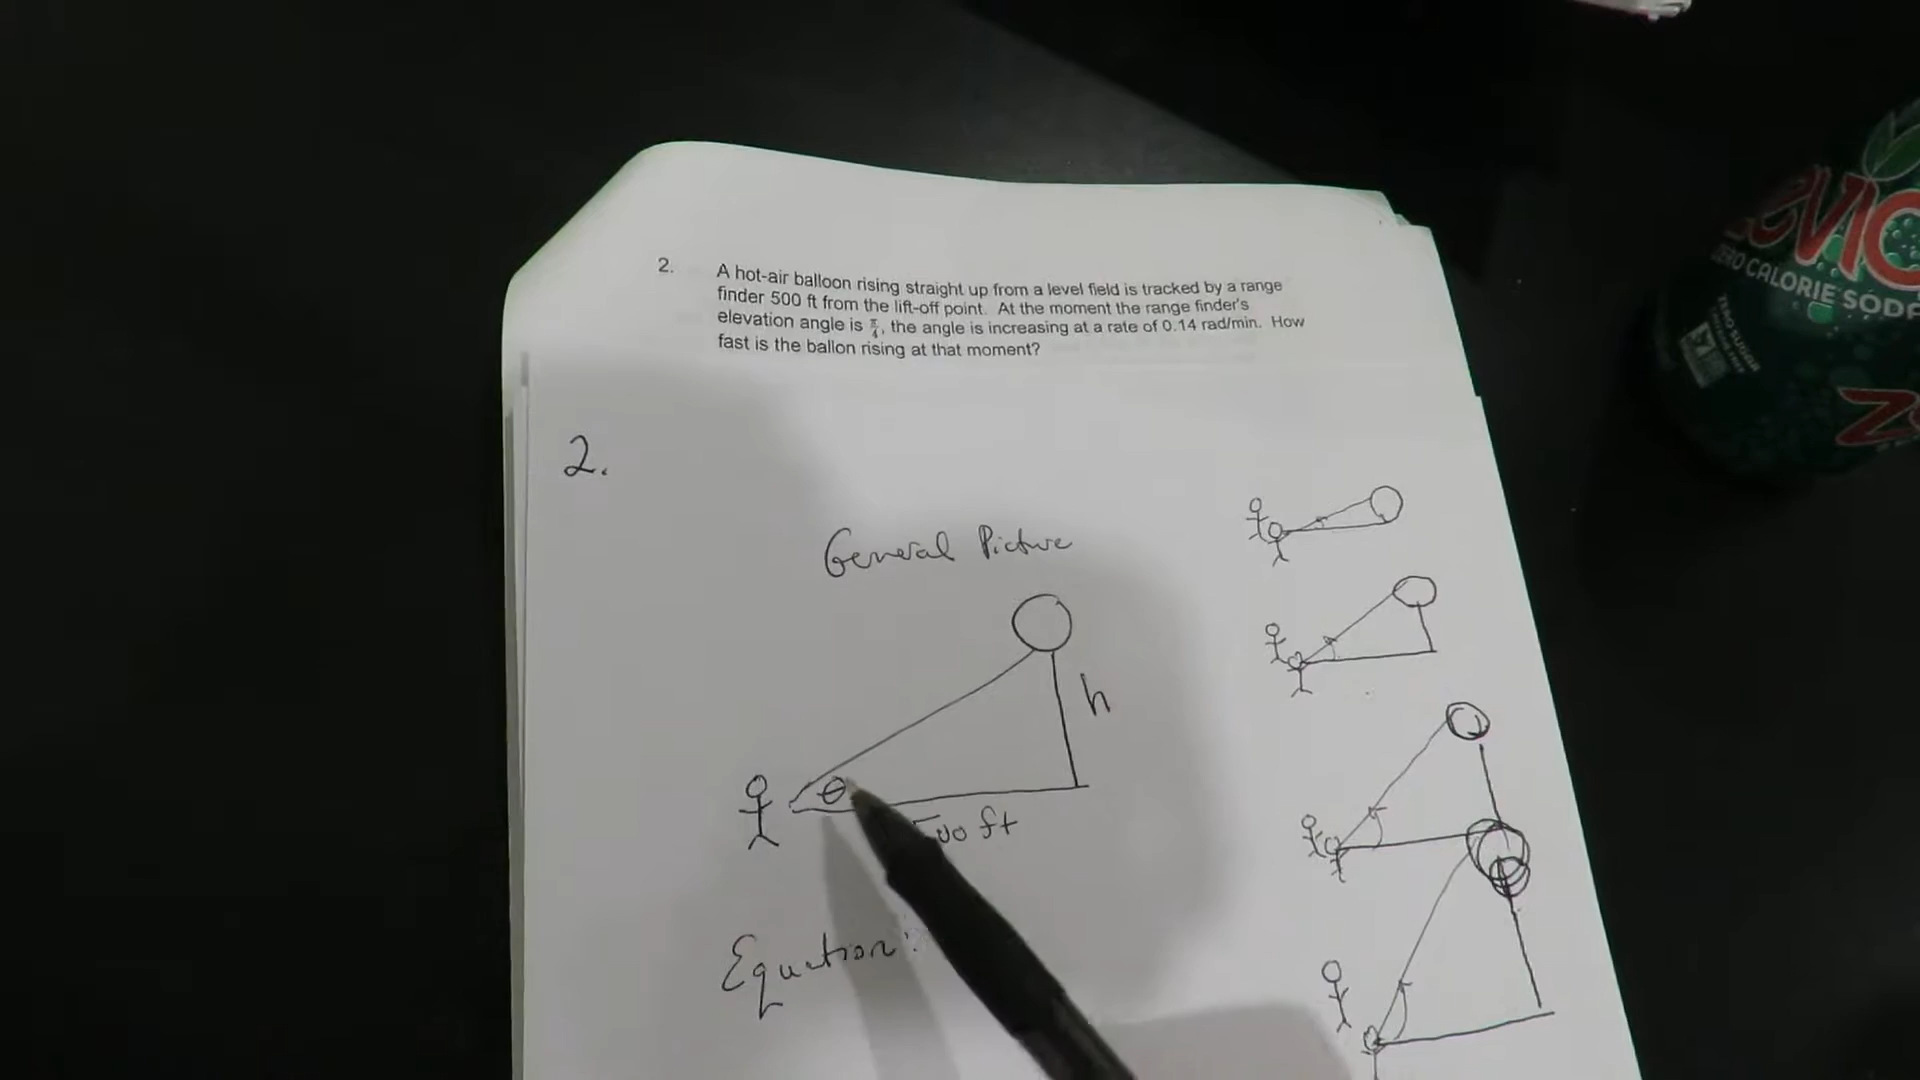 2. A hot-air balloon rising straight up from a level field is tracked by a range
finder 500 ft from the lift-off point. At the moment the range finder's
elevation angle is π/4, the angle is increasing at a rate of 0.14 rad/min. How
fast is the ballon rising at that moment?
2.
General Picture
h
θ
ft
Equation:
ZERO CALORIE SODA
ZERO SUGAR